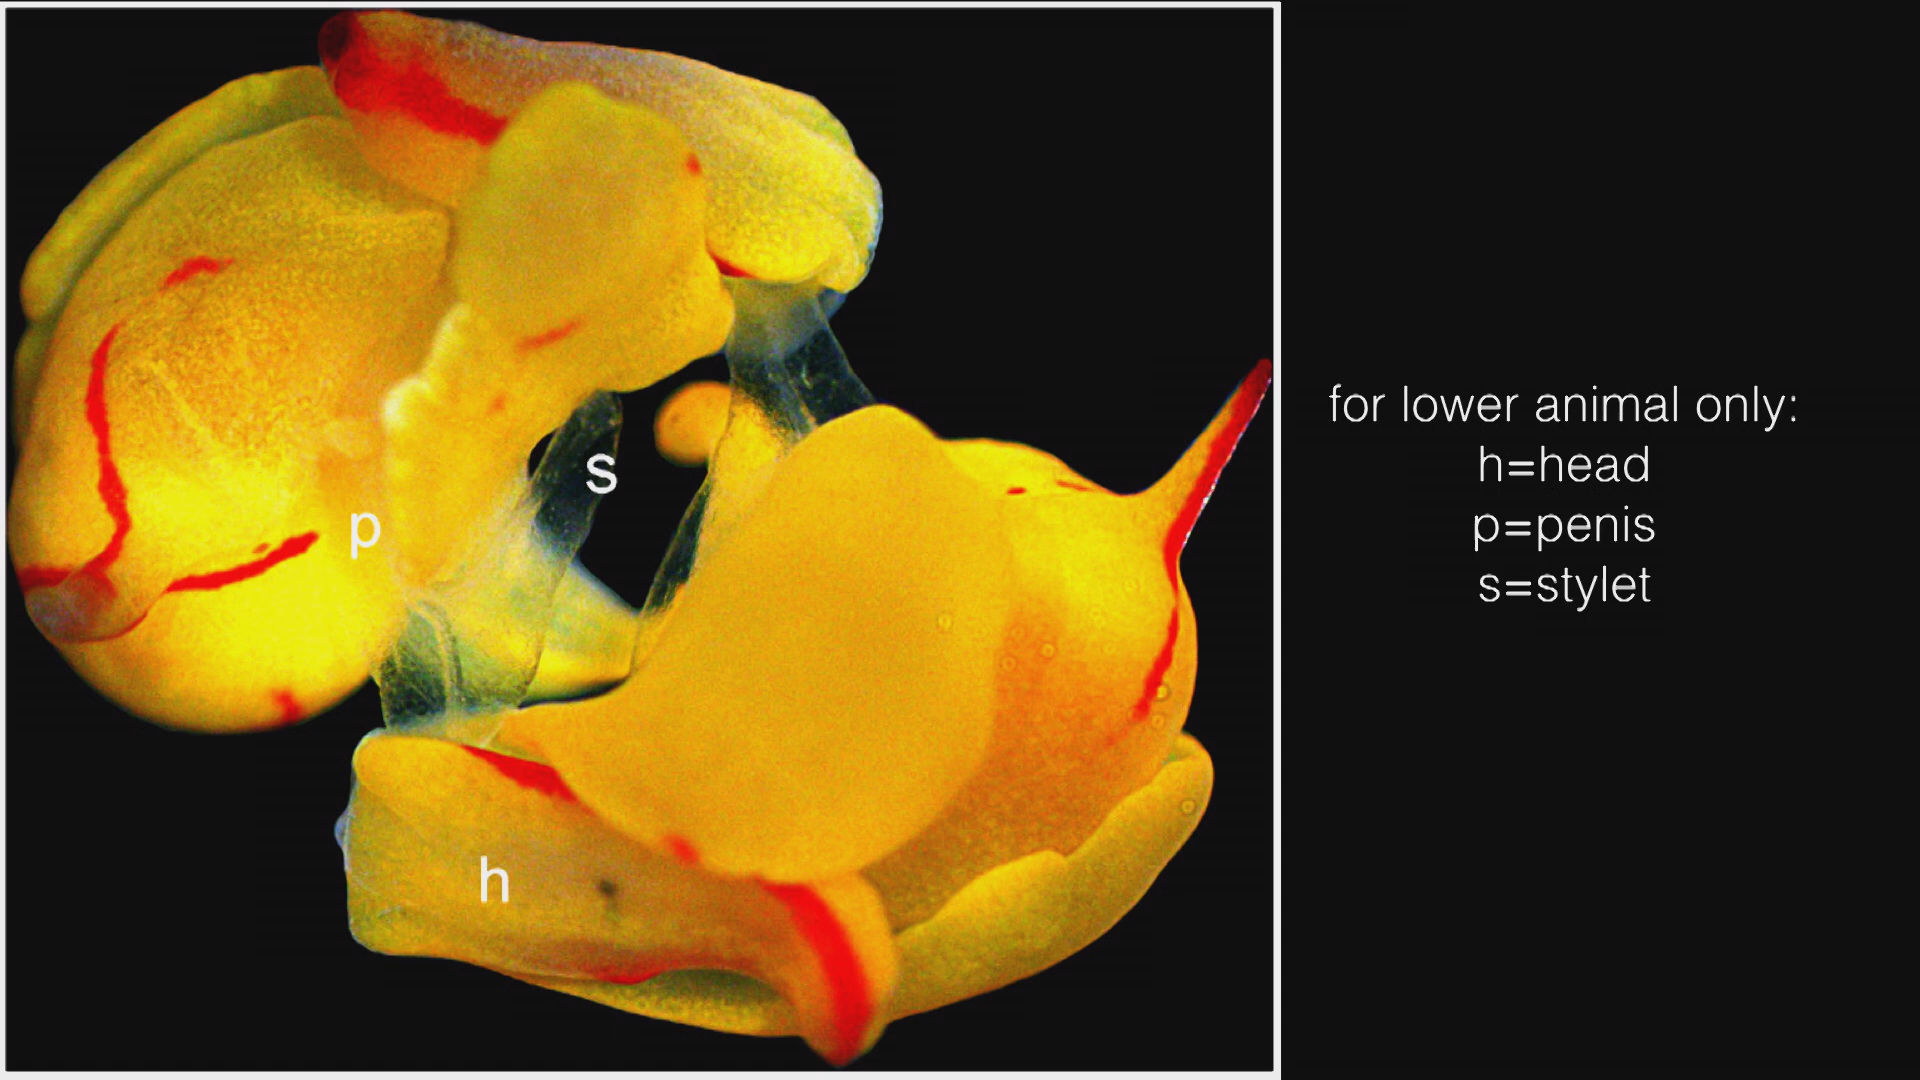 s
p
h
for lower animal only:
h=head
p=penis
s=stylet